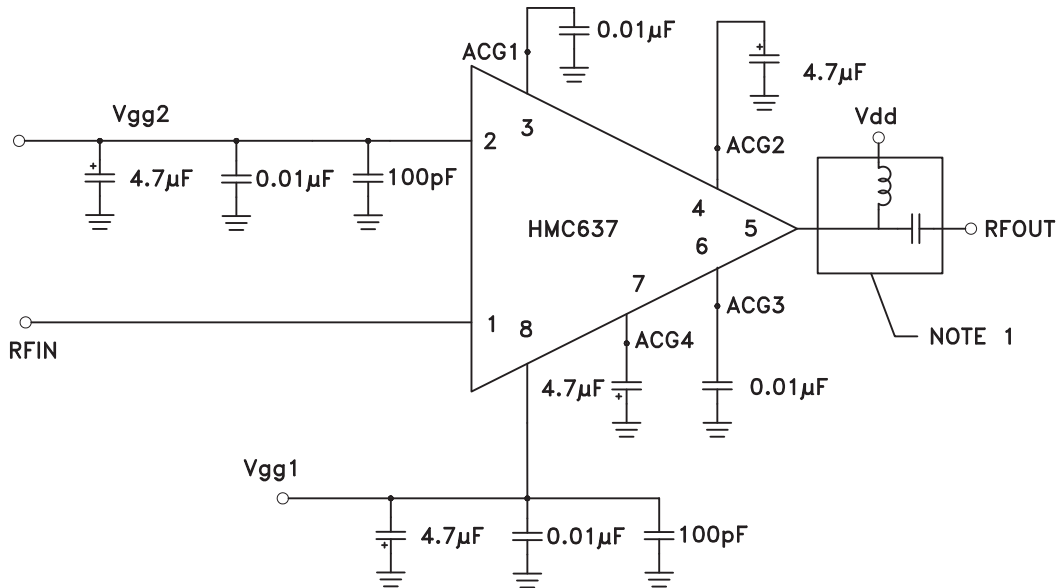 ACG1
0.01µF
4.7µF
Vgg2
ACG2
Vdd
2
3
4.7µF
0.01µF
100pF
4
HMC637
5
RFOUT
6
7
ACG3
1
8
RFIN
ACG4
NOTE 1
4.7µF
0.01µF
Vgg1
4.7µF
0.01µF
100pF